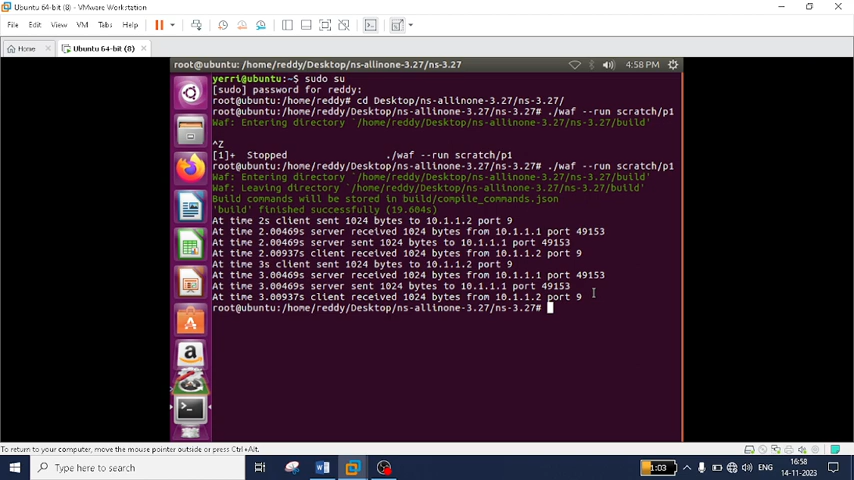 Ubuntu 64-bit (8) - VMware Workstation
File Edit View VM Tabs Help
Home Ubuntu 64-bit (8)
root@ubuntu: /home/reddy/Desktop/ns-allinone-3.27/ns-3.27 4:58 PM
yerri@ubuntu:~$ sudo su
[sudo] password for reddy:
root@ubuntu:/home/reddy# cd Desktop/ns-allinone-3.27/ns-3.27/
root@ubuntu:/home/reddy/Desktop/ns-allinone-3.27/ns-3.27# ./waf --run scratch/p1
Waf: Entering directory `/home/reddy/Desktop/ns-allinone-3.27/ns-3.27/build'
^Z
[1]+ Stopped ./waf --run scratch/p1
root@ubuntu:/home/reddy/Desktop/ns-allinone-3.27/ns-3.27# ./waf --run scratch/p1
Waf: Entering directory `/home/reddy/Desktop/ns-allinone-3.27/ns-3.27/build'
Waf: Leaving directory `/home/reddy/Desktop/ns-allinone-3.27/ns-3.27/build'
Build commands will be stored in build/compile_commands.json
'build' finished successfully (19.604s)
At time 2s client sent 1024 bytes to 10.1.1.2 port 9
At time 2.00469s server received 1024 bytes from 10.1.1.1 port 49153
At time 2.00469s server sent 1024 bytes to 10.1.1.1 port 49153
At time 2.00937s client received 1024 bytes from 10.1.1.2 port 9
At time 3s client sent 1024 bytes to 10.1.1.2 port 9
At time 3.00469s server received 1024 bytes from 10.1.1.1 port 49153
At time 3.00469s server sent 1024 bytes to 10.1.1.1 port 49153
At time 3.00937s client received 1024 bytes from 10.1.1.2 port 9
root@ubuntu:/home/reddy/Desktop/ns-allinone-3.27/ns-3.27#
To return to your computer, move the mouse pointer outside or press Ctrl+Alt.
Type here to search
1:03
ENG
16:58
14-11-2023